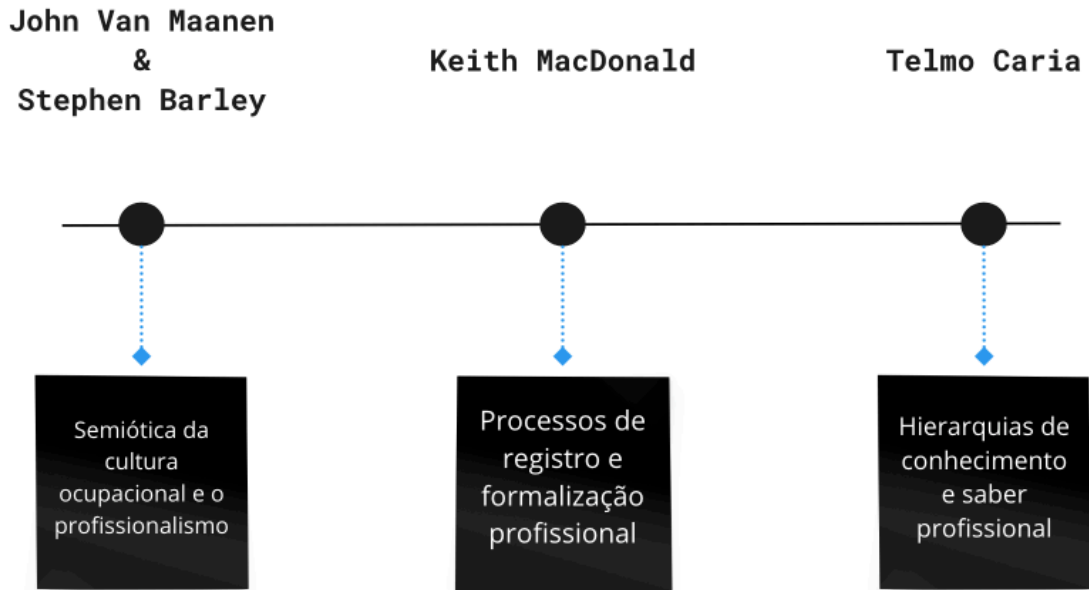 John Van Maanen
&
Stephen Barley
Keith MacDonald
Telmo Caria
Semiótica da
cultura
ocupacional e o
profissionalismo
Processos de
registro e
formalização
profissional
Hierarquias de
conhecimento
e saber
profissional